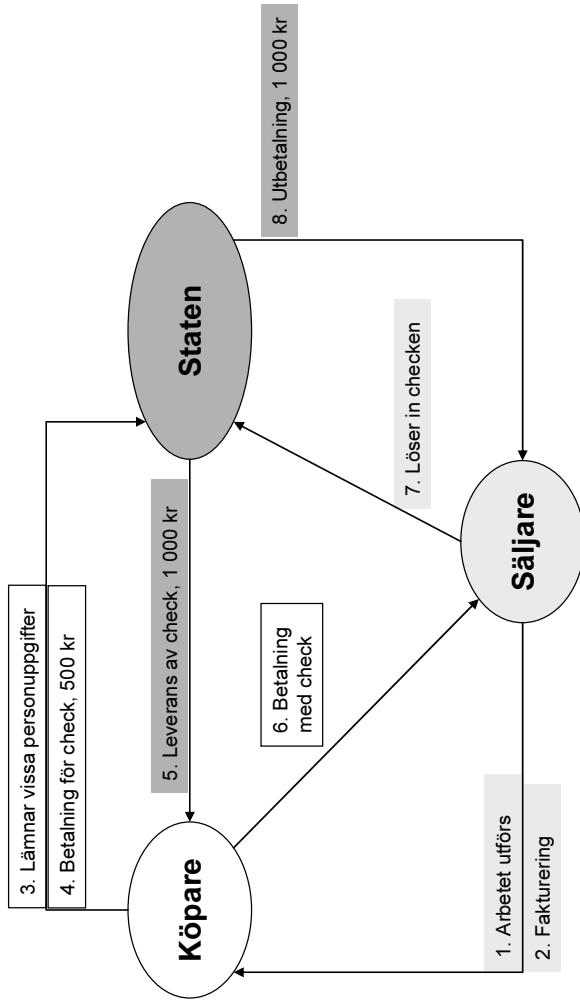 3. Lämnar vissa personuppgifter
4. Betalning för check, 500 kr
Köpare
5. Leverans av check, 1 000 kr
Staten
8. Utbetalning, 1 000 kr
6. Betalning
med check
7. Löser in checken
1. Arbetet utförs
2. Fakturering
Säljare